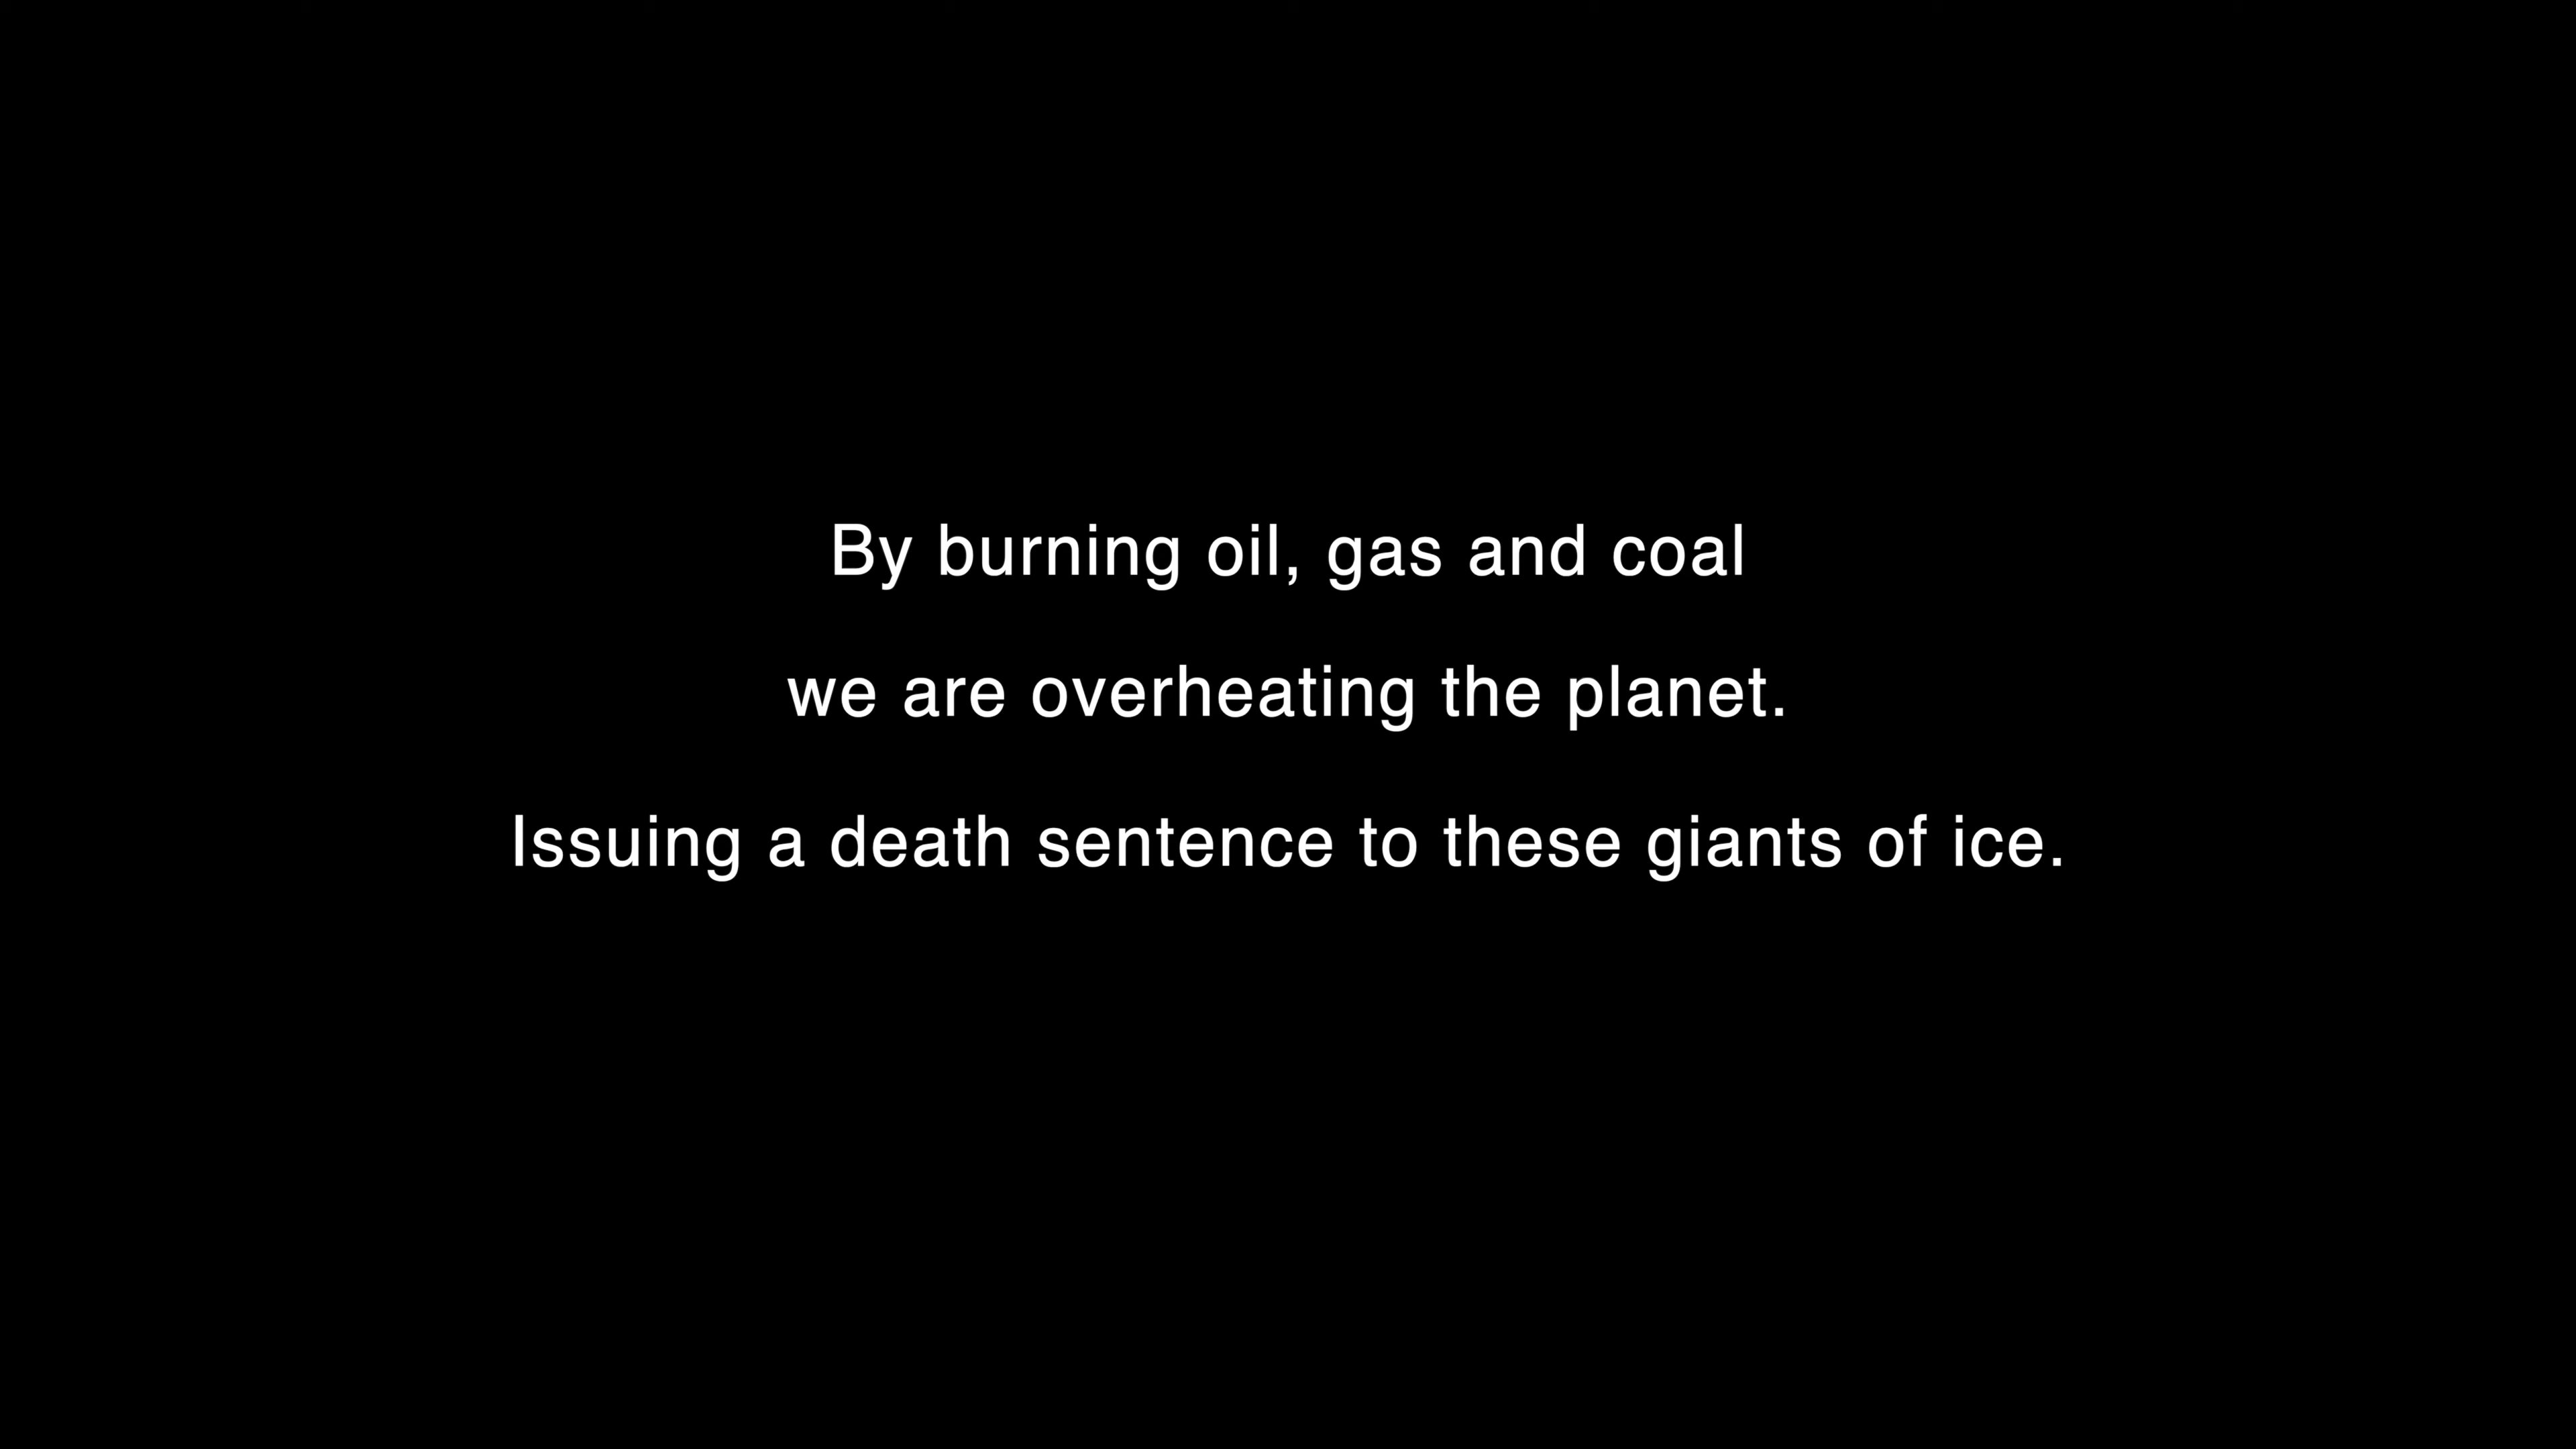 By burning oil, gas and coal
we are overheating the planet.
Issuing a death sentence to these giants of ice.